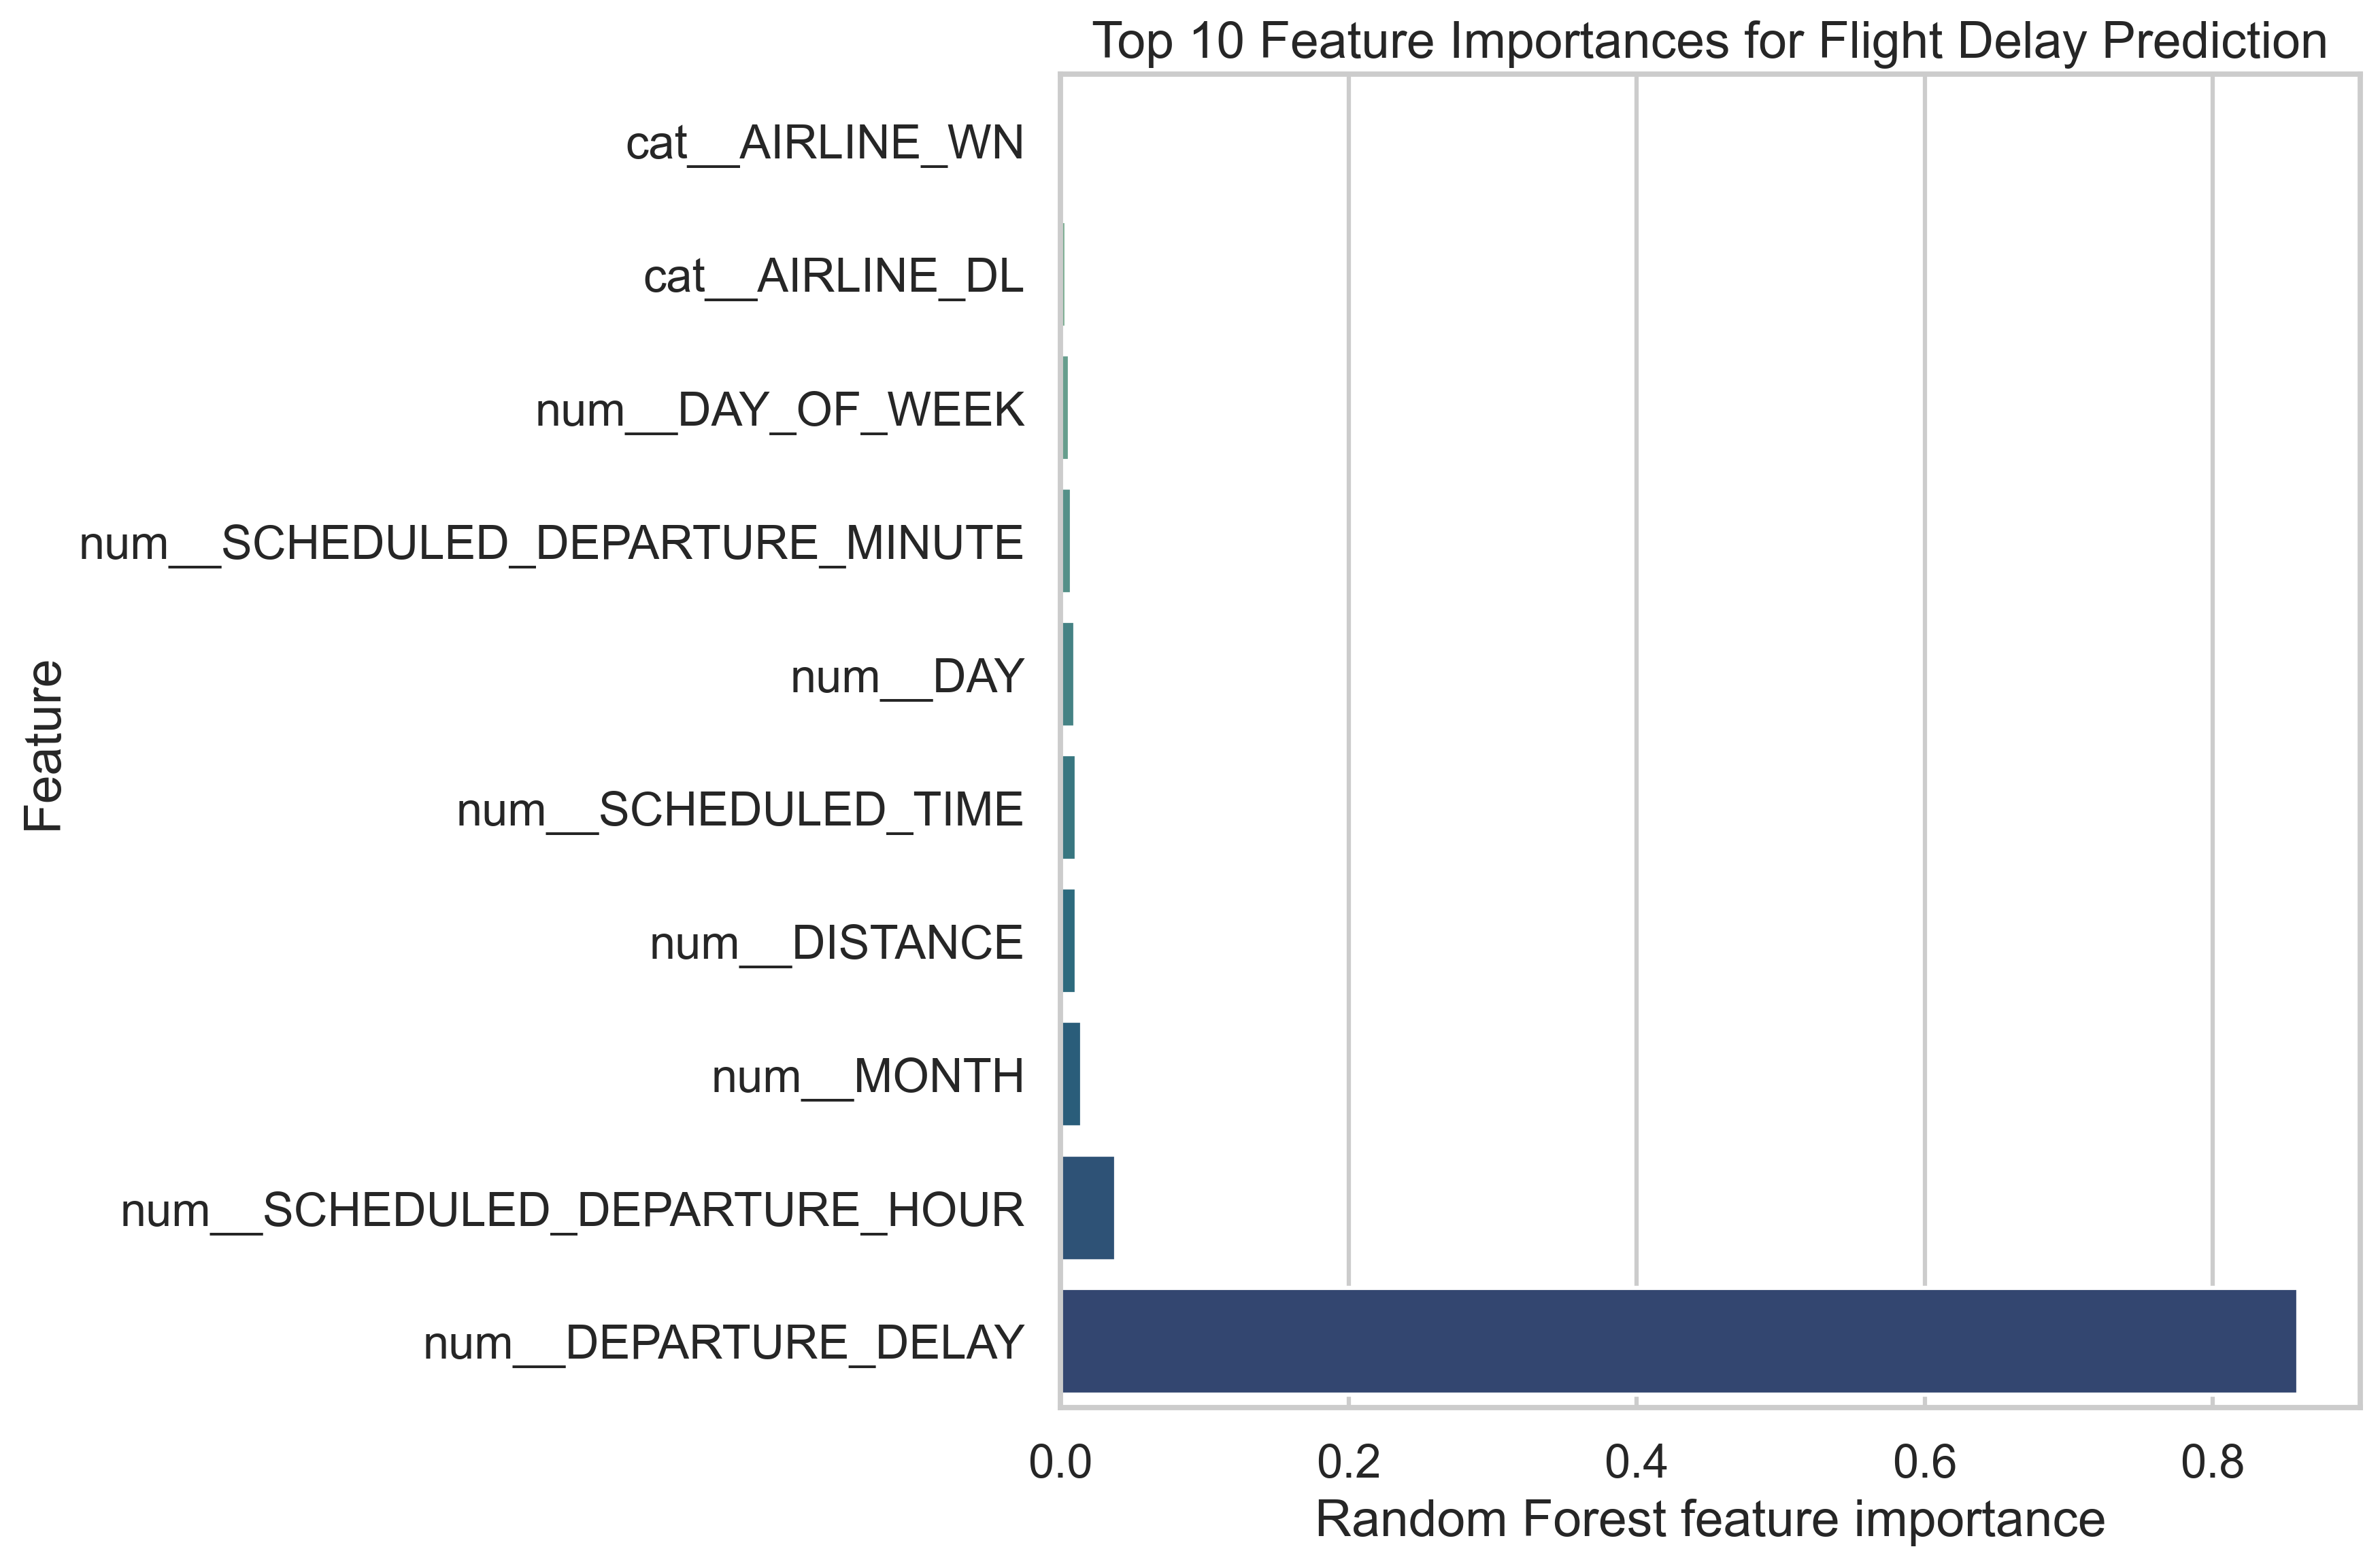 Top 10 Feature Importances for Flight Delay Prediction
cat__AIRLINE_WN
cat__AIRLINE_DL
num__DAY_OF_WEEK
num__SCHEDULED_DEPARTURE_MINUTE
num__DAY
num__SCHEDULED_TIME
num__DISTANCE
num__MONTH
num__SCHEDULED_DEPARTURE_HOUR
num__DEPARTURE_DELAY
Feature
0.0 0.2 0.4 0.6 0.8
Random Forest feature importance